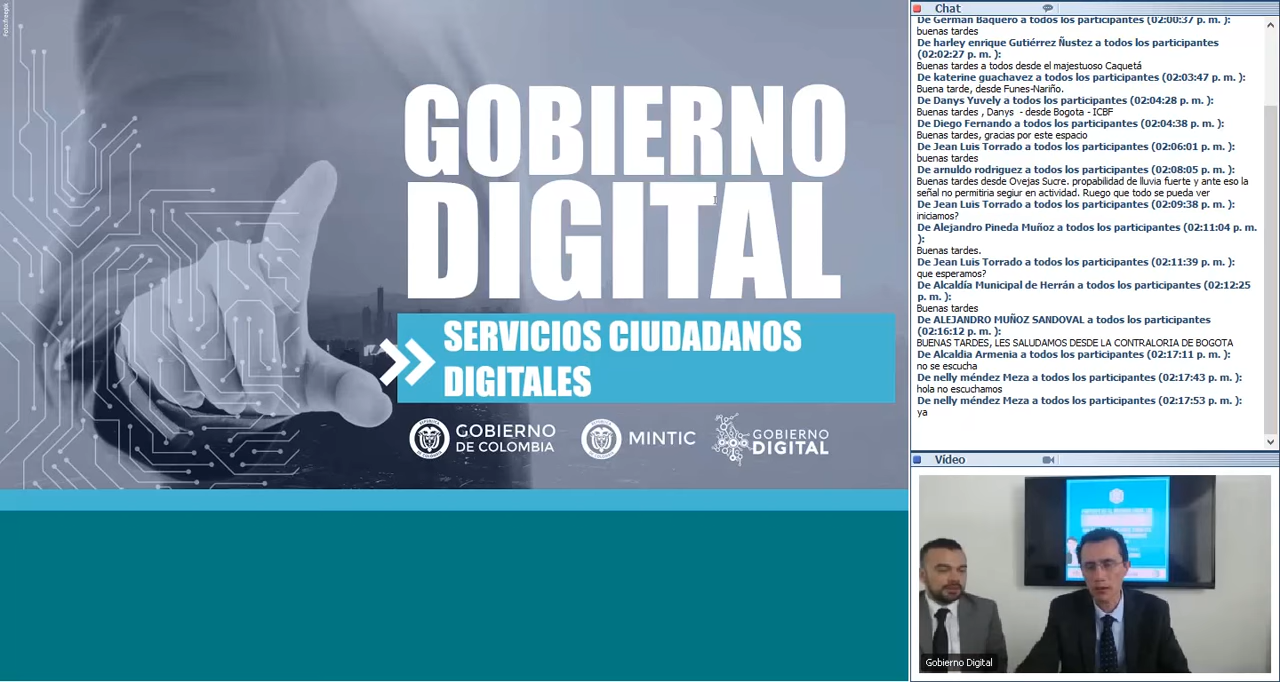 Foto:freepik
GOBIERNO
DIGITAL
SERVICIOS CIUDADANOS
DIGITALES
GOBIERNO
DE COLOMBIA
MINTIC
GOBIERNO
DIGITAL
Chat
De German Baquero a todos los participantes (02:00:37 p. m. ):
buenas tardes
De harley enrique Gutiérrez Ñustez a todos los participantes
(02:02:27 p. m. ):
Buenas tardes a todos desde el majestuoso Caquetá
De katerine guachavez a todos los participantes (02:03:47 p. m. ):
Buena tarde, desde Funes-Nariño.
De Danys Yuvely a todos los participantes (02:04:28 p. m. ):
Buenas tardes , Danys - desde Bogota - ICBF
De Diego Fernando a todos los participantes (02:04:38 p. m. ):
Buenas tardes, gracias por este espacio
De Jean Luis Torrado a todos los participantes (02:06:01 p. m. ):
buenas tardes
De arnuldo rodriguez a todos los participantes (02:08:05 p. m. ):
Buenas tardes desde Ovejas Sucre. propabilidad de lluvia fuerte y ante eso la
señal no permitiria segiur en actividad. Ruego que todo se pueda ver
De Jean Luis Torrado a todos los participantes (02:09:38 p. m. ):
iniciamos?
De Alejandro Pineda Muñoz a todos los participantes (02:11:04 p. m.
):
Buenas tardes.
De Jean Luis Torrado a todos los participantes (02:11:39 p. m. ):
que esperamos?
De Alcaldía Municipal de Herrán a todos los participantes (02:12:25
p. m. ):
Buenas tardes
De ALEJANDRO MUÑOZ SANDOVAL a todos los participantes
(02:16:12 p. m. ):
BUENAS TARDES, LES SALUDAMOS DESDE LA CONTRALORIA DE BOGOTA
De Alcaldia Armenia a todos los participantes (02:17:11 p. m. ):
no se escucha
De nelly méndez Meza a todos los participantes (02:17:43 p. m. ):
hola no escuchamos
De nelly méndez Meza a todos los participantes (02:17:53 p. m. ):
ya
Vídeo
Gobierno Digital